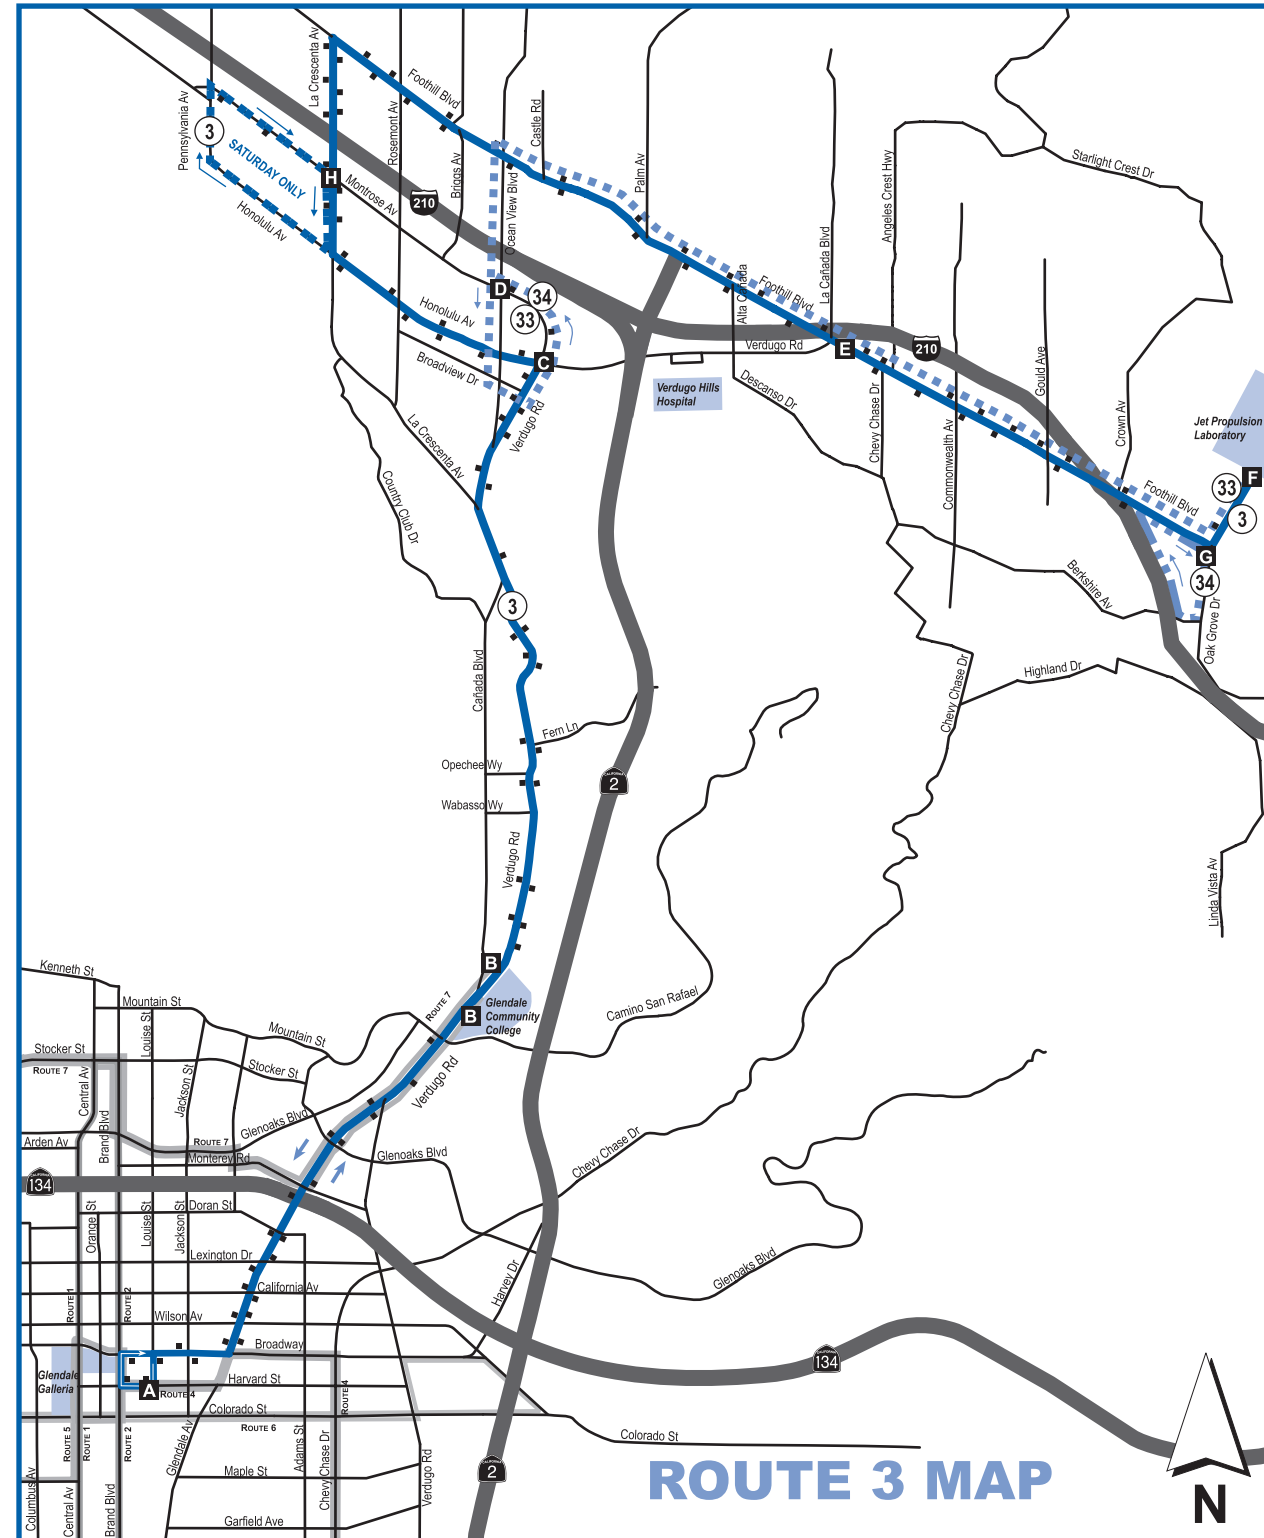 La Crescenta Av
Foothill Blvd
Pennsylvania Av
3
SATURDAY ONLY
Rosemont Av
Briggs Av
Castle Rd
Ocean View Blvd
Palm Av
La Cañada Blvd
Angeles Crest Hwy
Starlight Crest Dr
H
Montrose Av
210
Honolulu Av
D
34
33
Alta Cañada
Foothill Blvd
Honolulu Av
C
Broadview Dr
Verdugo Rd
E
210
Verdugo Rd
Verdugo Hills
Hospital
Descanso Dr
Gould Ave
Chevy Chase Dr
Commonwealth Av
Crown Av
Jet Propulsion
Laboratory
La Crescenta Av
Verdugo Rd
Country Club Dr
Foothill Blvd
F
33
3
G
34
Berkshire Av
Oak Grove Dr
3
Cañada Blvd
Chevy Chase Dr
Highland Dr
Fern Ln
Opechee Wy
CALIFORNIA
2
Wabasso Wy
Verdugo Rd
Linda Vista Av
B
Kenneth St
Mountain St
Louise St
ROUTE 7
B
Glendale
Community
College
Camino San Rafael
Mountain St
Stocker St
ROUTE 7
Stocker St
Central Av
Jackson St
Brand Blvd
Verdugo Rd
Glenoaks Blvd
Arden Av
ROUTE 7
Monterey Rd
Glenoaks Blvd
Chevy Chase Dr
CALIFORNIA
134
Orange St
Louise St
Jackson St
Doran St
Lexington Dr
California Av
Harvey Dr
Glenoaks Blvd
ROUTE 1
ROUTE 2
Wilson Av
Broadway
CALIFORNIA
134
Glendale
Galleria
A
ROUTE 4
Harvard St
ROUTE 4
Colorado St
ROUTE 6
ROUTE 5
ROUTE 1
ROUTE 2
Glendale Av
Adams St
Chevy Chase Dr
Verdugo Rd
Colorado St
Columbus Av
Central Av
Brand Blvd
Maple St
Garfield Ave
CALIFORNIA
2
ROUTE 3 MAP
N